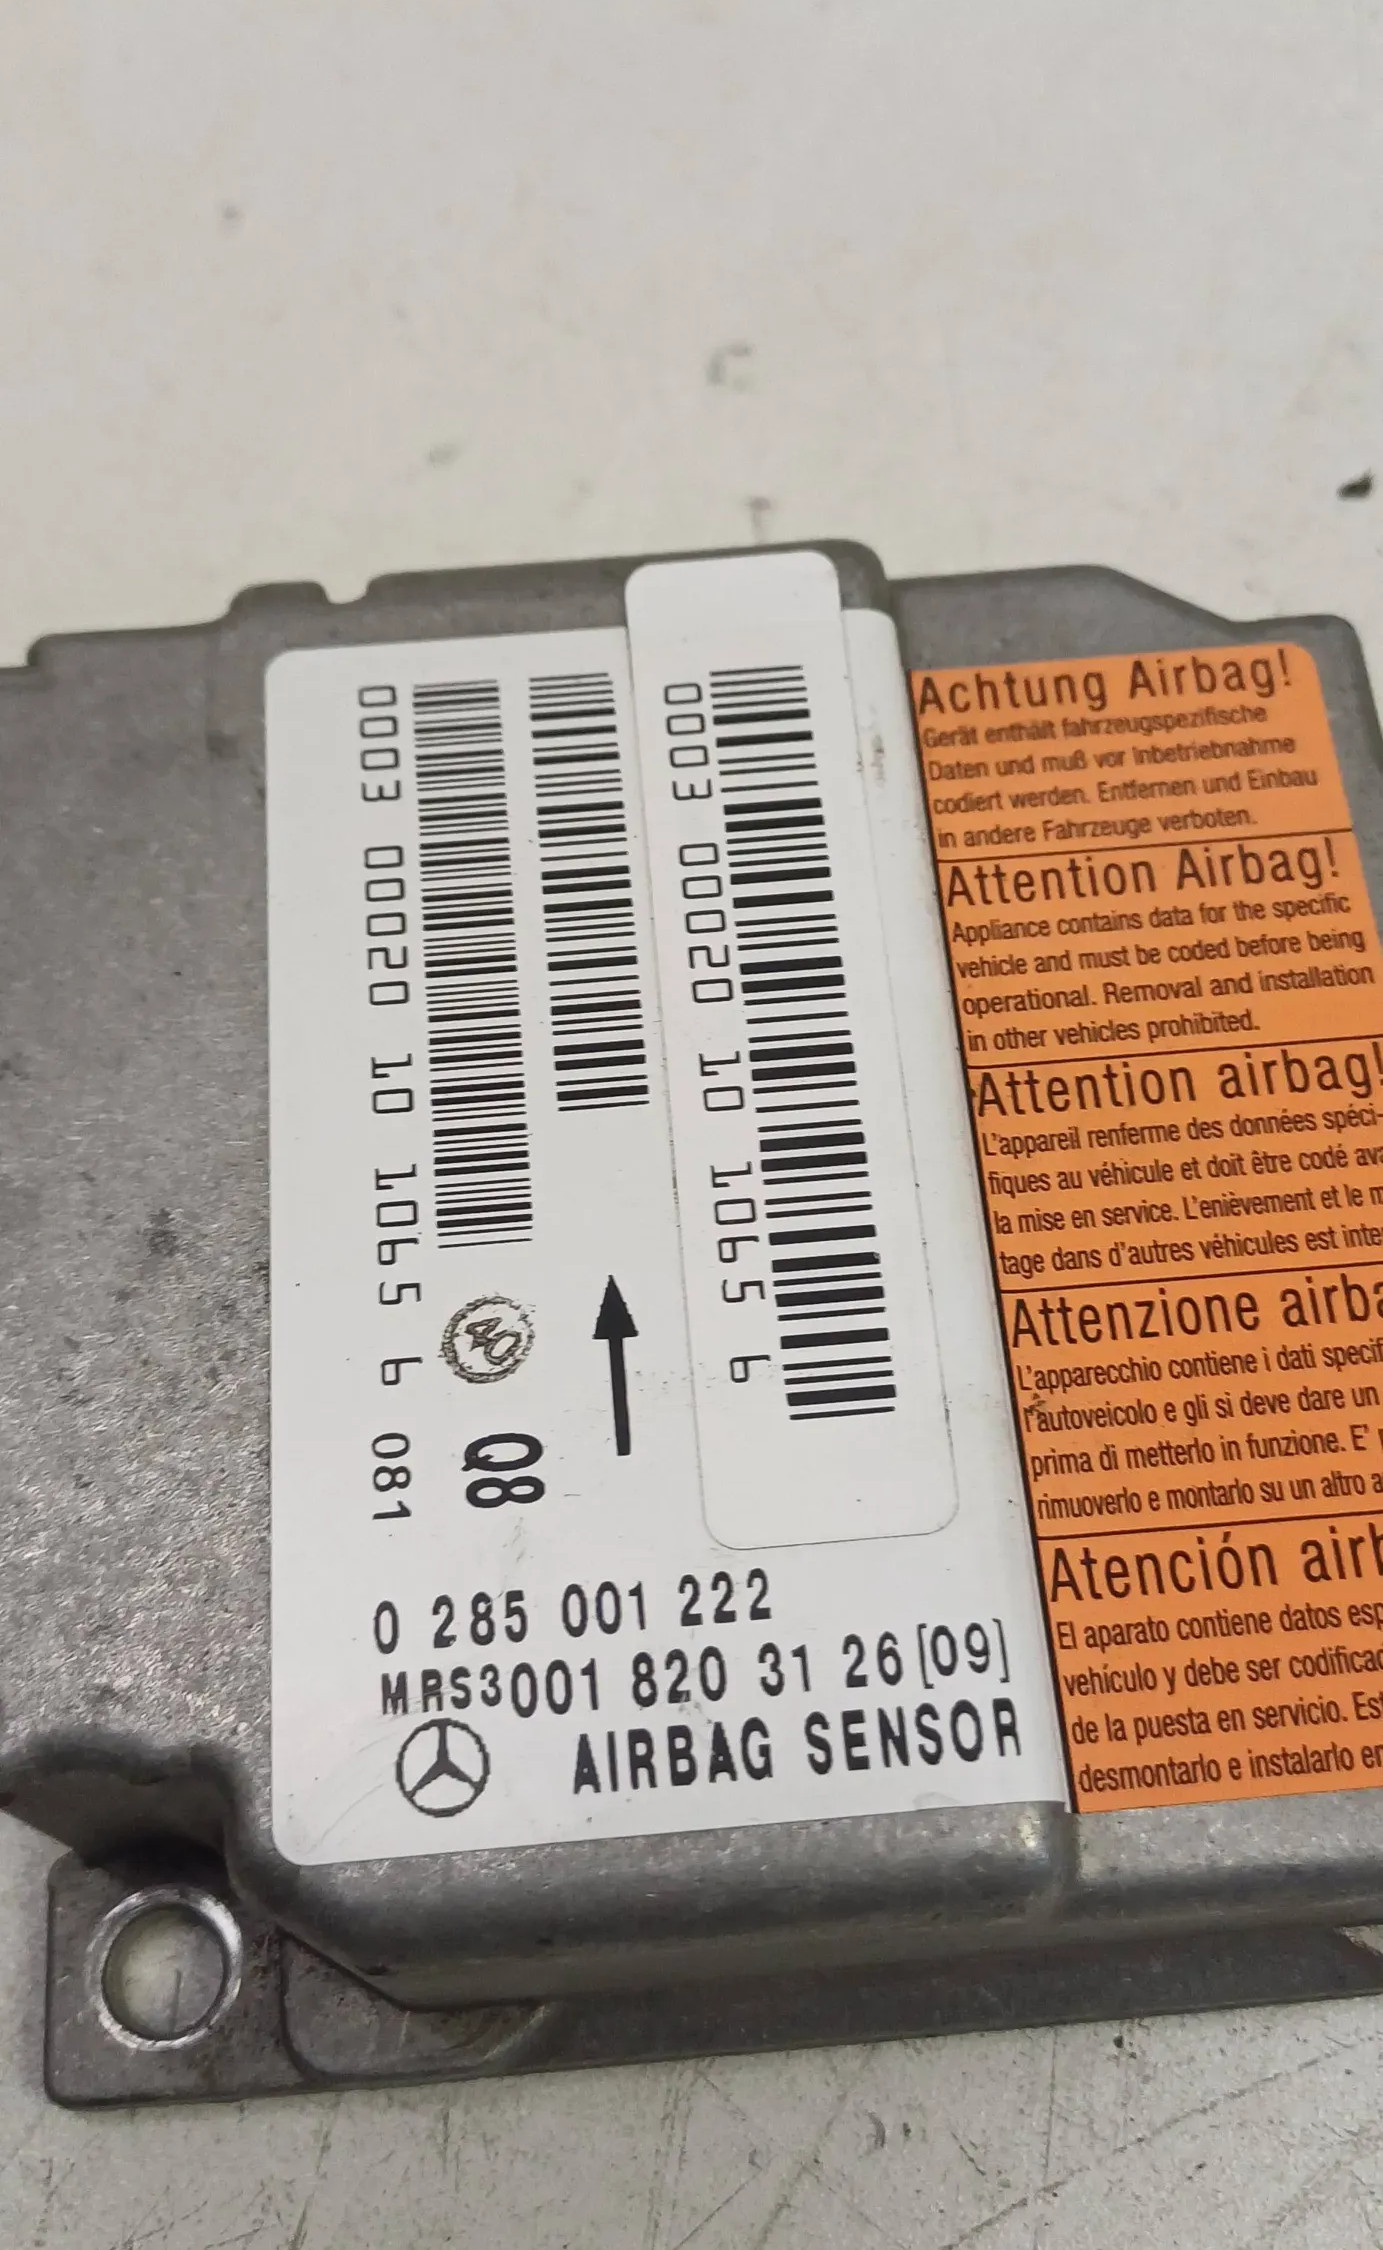 0003 00020 10 1065 6 081
40
Q8
0003 00020 10 1065 6
0 285 001 222
MRS3001 820 31 26 [09]
AIRBAG SENSOR
Achtung Airbag!
Gerät enthält fahrzeugspezifische
Daten und muß vor Inbetriebnahme
codiert werden. Entfernen und Einbau
in andere Fahrzeuge verboten.
Attention Airbag!
Appliance contains data for the specific
vehicle and must be coded before being
operational. Removal and installation
in other vehicles prohibited.
Attention airbag!
L'appareil renferme des données spéci-
fiques au véhicule et doit être codé
la mise en service. L'enièvement et le
tage dans d'autres véhicules est
Attenzione
L'apparecchio contiene i dati
l'autoveicolo e gli si deve dare un
prima di metterlo in funzione. E'
rimuoverlo e montarlo su un altro
Atención
El aparato contiene datos
vehículo y debe ser
de la puesta en servicio.
desmontarlo e instalarlo